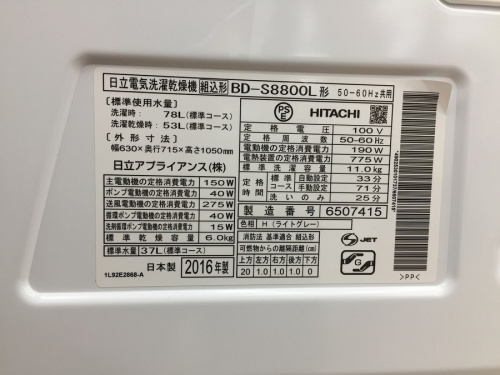 日立電気洗濯乾燥機 組込形 BD-S8800L形 50-60Hz共用
〔標準使用水量〕
洗濯時: 78L(標準コース)
洗濯乾燥時: 53L(標準コース)
〔外形寸法〕
幅630×奥行715×高さ1050mm
日立アプライアンス(株)
主電動機の定格消費電力 150W
ポンプ電動機の定格消費電力 40W
送風電動機の定格消費電力 275W
循環ポンプ電動機の定格消費電力 40W
洗剤循環ポンプ電動機の定格消費電力 15W
標準乾燥容量 6.0kg
標準水量 37L(標準コース)
日本製 2016年製
1L92E2868-A
PSE HITACHI
定格電圧 100V
定格周波数 50-60Hz
電動機の定格消費電力 190W
電熱装置の定格消費電力 775W
標準洗濯容量 11.0kg
定格時間 標準コース 自動設定 33分
手動設定 71分
洗いのみ 25分
製造番号 6507415
色相 H(ライトグレー)
消防法 基準適合 組込形
可燃物からの離隔距離(cm)
上方 左方 右方 前方 後方 下方
20 1.0 1.0 0 1.0 0
S JET
G
>PP<